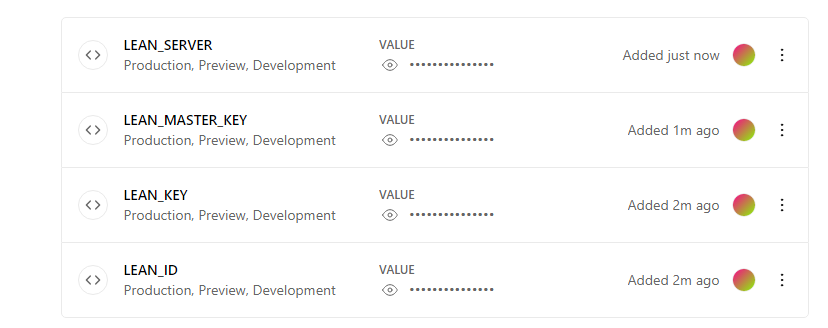 LEAN_SERVER
Production, Preview, Development
VALUE
•••••••••••••••
Added just now
LEAN_MASTER_KEY
Production, Preview, Development
VALUE
•••••••••••••••
Added 1m ago
LEAN_KEY
Production, Preview, Development
VALUE
•••••••••••••••
Added 2m ago
LEAN_ID
Production, Preview, Development
VALUE
•••••••••••••••
Added 2m ago